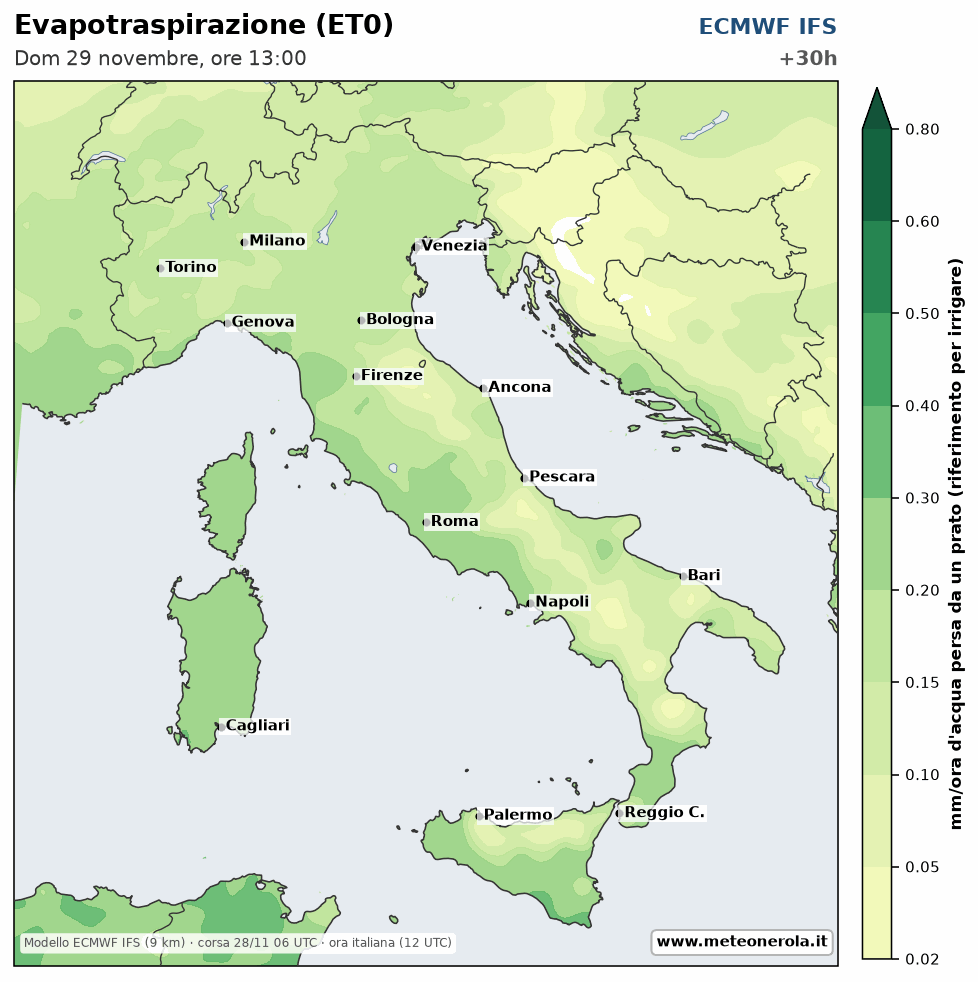 Evapotraspirazione (ET0)
ECMWF IFS
Dom 29 novembre, ore 13:00
+30h
Milano
Venezia
Torino
Genova
Bologna
Firenze
Ancona
Pescara
Roma
Bari
Napoli
Cagliari
Palermo
Reggio C.
0.80
0.60
0.50
0.40
0.30
0.20
0.15
0.10
0.05
0.02
mm/ora d'acqua persa da un prato (riferimento per irrigare)
Modello ECMWF IFS (9 km) · corsa 28/11 06 UTC · ora italiana (12 UTC)
www.meteonerola.it